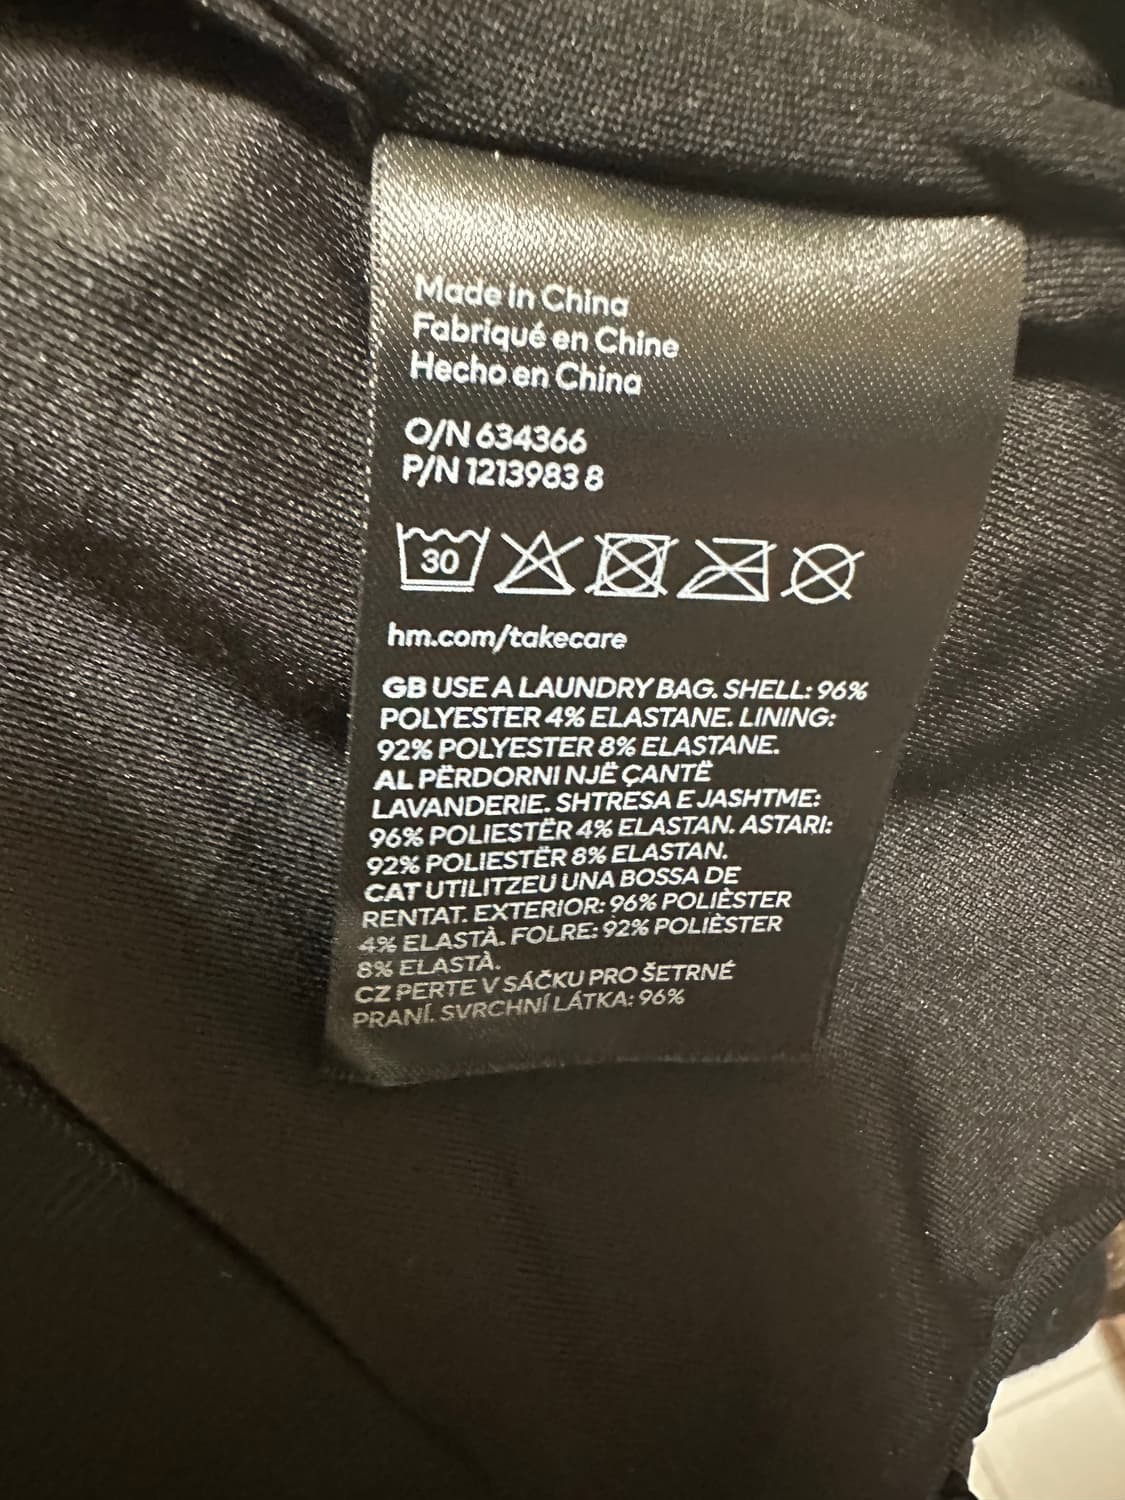 Made in China
Fabriqué en Chine
Hecho en China
O/N 634366
P/N 1213983 8
30
hm.com/takecare
GB USE A LAUNDRY BAG. SHELL: 96%
POLYESTER 4% ELASTANE. LINING:
92% POLYESTER 8% ELASTANE.
AL PËRDORNI NJË ÇANTË
LAVANDERIE. SHTRESA E JASHTME:
96% POLIESTËR 4% ELASTAN. ASTARI:
92% POLIESTËR 8% ELASTAN.
CAT UTILITZEU UNA BOSSA DE
RENTAT. EXTERIOR: 96% POLIÈSTER
4% ELASTÀ. FOLRE: 92% POLIÈSTER
8% ELASTÀ.
CZ PERTE V SÁČKU PRO ŠETRNÉ
PRANÍ. SVRCHNÍ LÁTKA: 96%